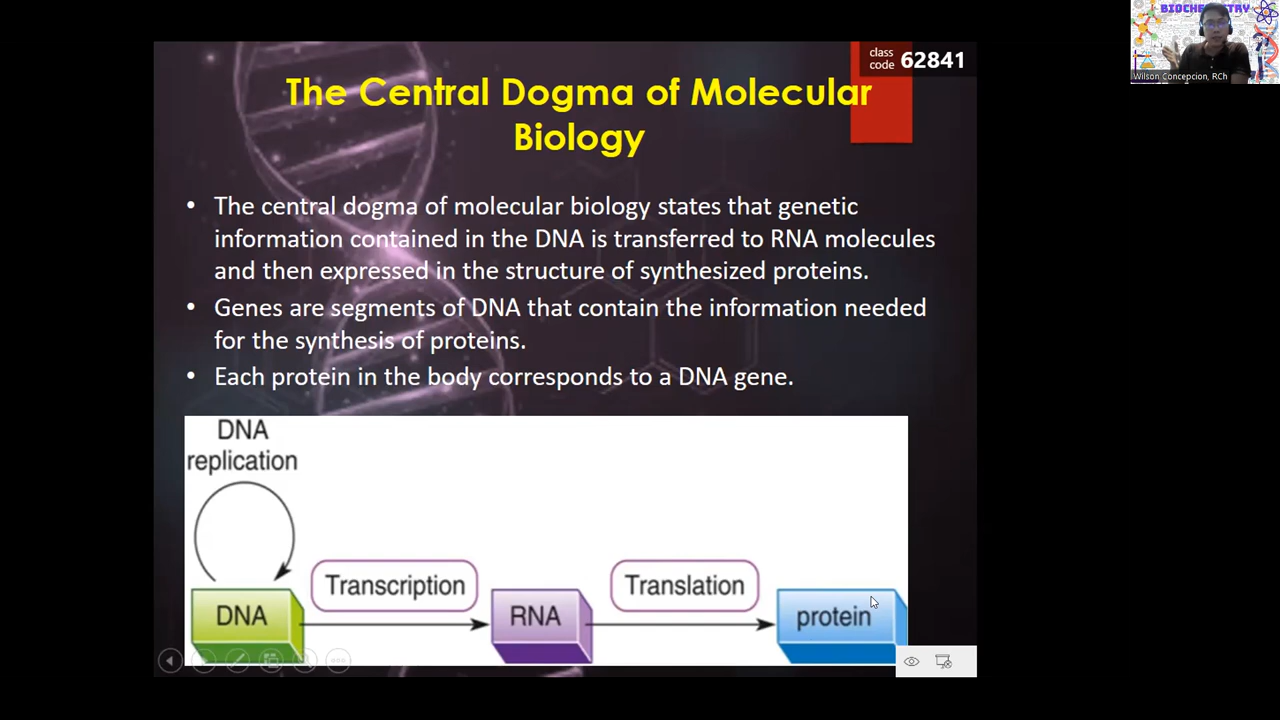 BIOCHEMISTRY
Wilson Concepcion, RCh
class
code 62841
The Central Dogma of Molecular
Biology
• The central dogma of molecular biology states that genetic
information contained in the DNA is transferred to RNA molecules
and then expressed in the structure of synthesized proteins.
• Genes are segments of DNA that contain the information needed
for the synthesis of proteins.
• Each protein in the body corresponds to a DNA gene.
DNA
replication
Transcription
Translation
DNA
RNA
protein